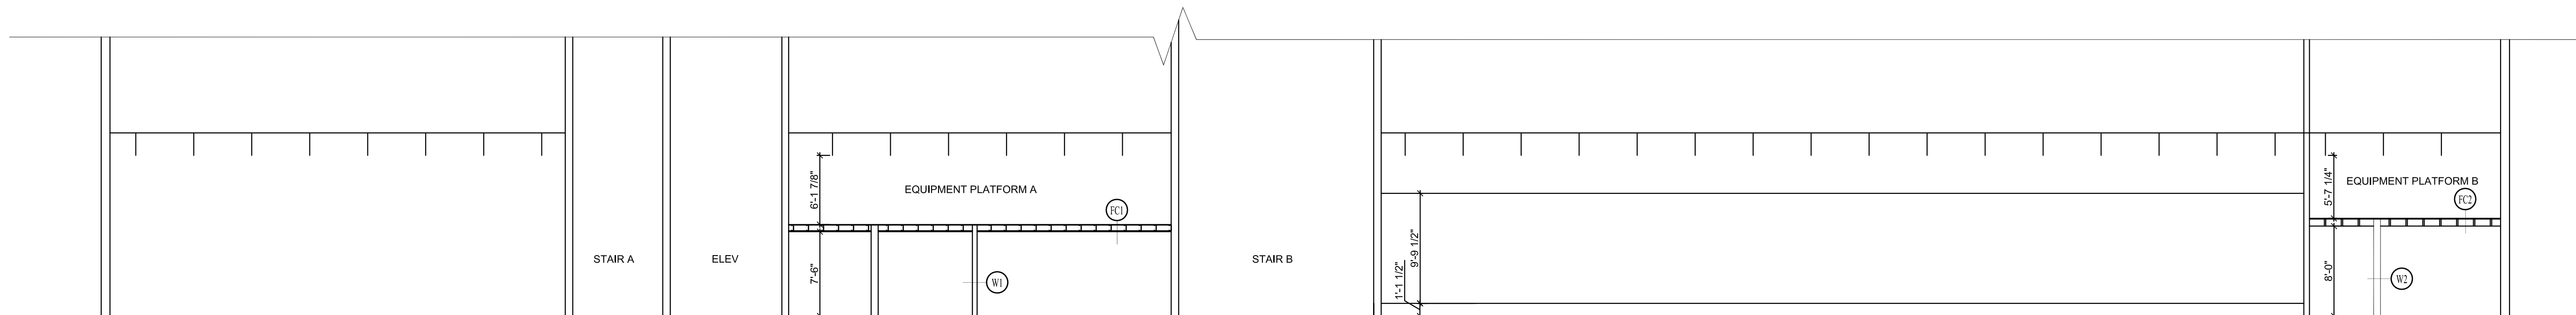 6'-1 7/8"
EQUIPMENT PLATFORM A
FC1
5'-7 1/4"
EQUIPMENT PLATFORM B
FC2
STAIR A
ELEV
7'-6"
W1
STAIR B
1'-1 1/2"
9'-9 1/2"
8'-0"
W2